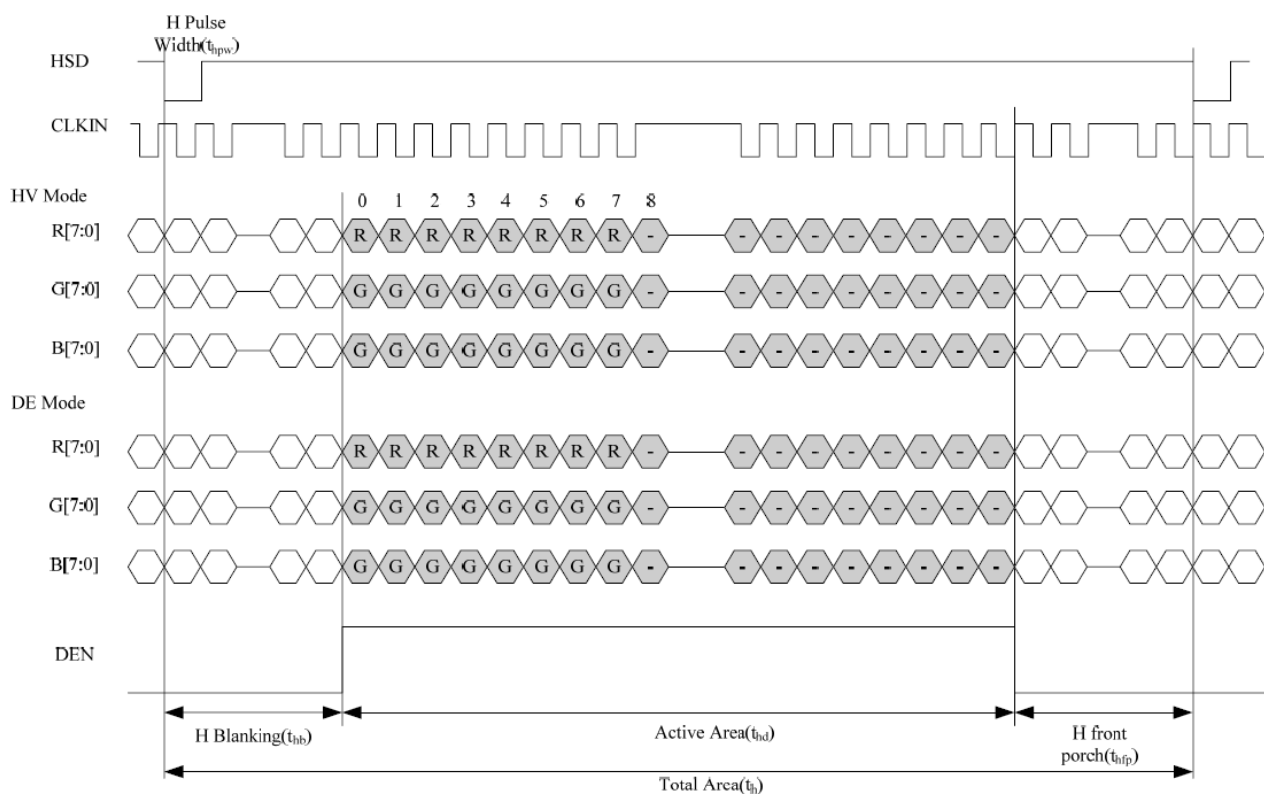 H Pulse
Width(thpw)
HSD
CLKIN
HV Mode
0 1 2 3 4 5 6 7 8
R[7:0] R R R R R R R R - - - - - - - - -
G[7:0] G G G G G G G G - - - - - - - - -
B[7:0] G G G G G G G G - - - - - - - - -
DE Mode
R[7:0] R R R R R R R R - - - - - - - - -
G[7:0] G G G G G G G G - - - - - - - - -
B[7:0] G G G G G G G G - - - - - - - - -
DEN
H Blanking(thb) Active Area(thd) H front
porch(thfp)
Total Area(th)